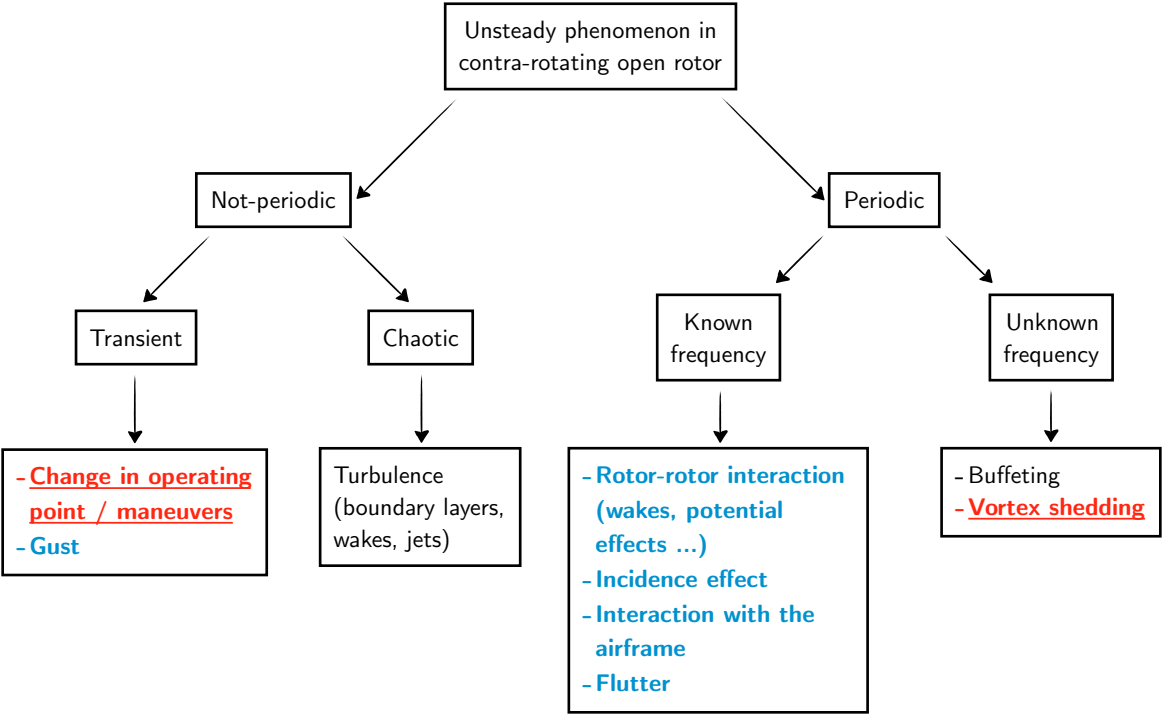 Unsteady phenomenon in
contra-rotating open rotor
Not-periodic
Periodic
Transient
Chaotic
Known
frequency
Unknown
frequency
- Change in operating
point / maneuvers
- Gust
Turbulence
(boundary layers,
wakes, jets)
- Rotor-rotor interaction
(wakes, potential
effects ...)
- Incidence effect
- Interaction with the
airframe
- Flutter
- Buffeting
- Vortex shedding